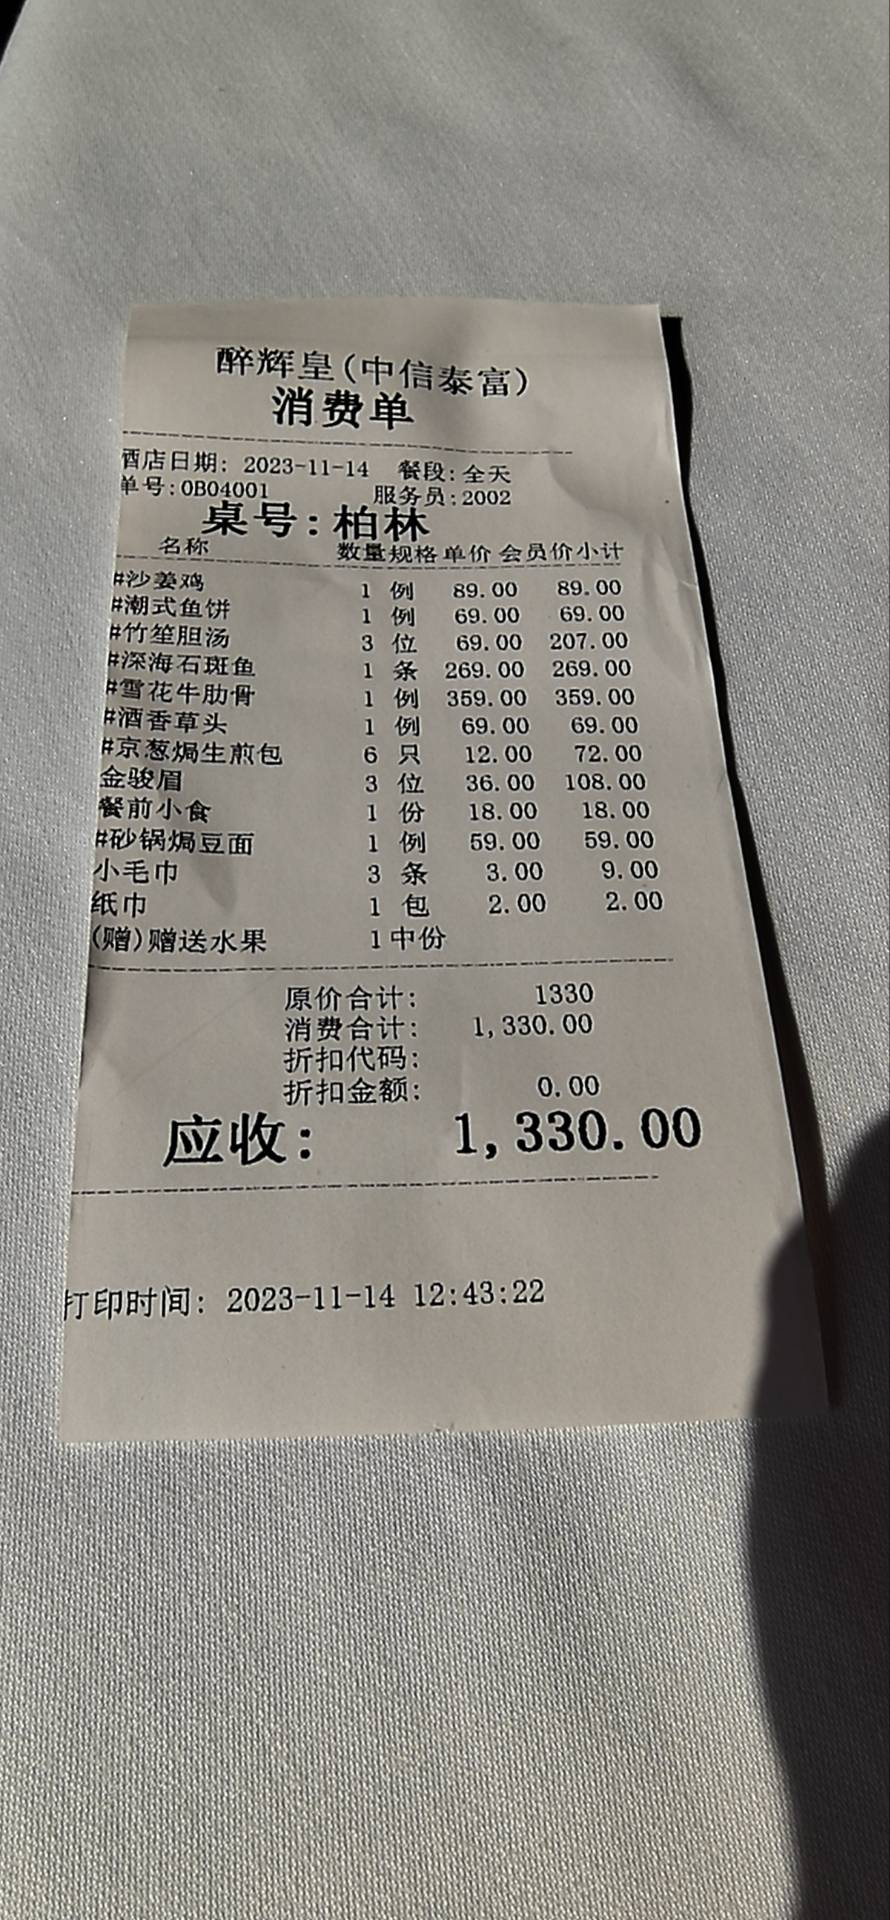 醉辉皇(中信泰富)
消费单
酒店日期: 2023-11-14 餐段:全天
单号:0B04001 服务员:2002
桌号:柏林
名称 数量规格单价 会员价小计
#沙姜鸡 1 例 89.00 89.00
#潮式鱼饼 1 例 69.00 69.00
#竹笙胆汤 3 位 69.00 207.00
#深海石斑鱼 1 条 269.00 269.00
#雪花牛肋骨 1 例 359.00 359.00
#酒香草头 1 例 69.00 69.00
#京葱焗生煎包 6 只 12.00 72.00
金骏眉 3 位 36.00 108.00
餐前小食 1 份 18.00 18.00
#砂锅焗豆面 1 例 59.00 59.00
小毛巾 3 条 3.00 9.00
纸巾 1 包 2.00 2.00
(赠)赠送水果 1 中份
原价合计: 1330
消费合计: 1,330.00
折扣代码:
折扣金额: 0.00
应收: 1,330.00
打印时间: 2023-11-14 12:43:22